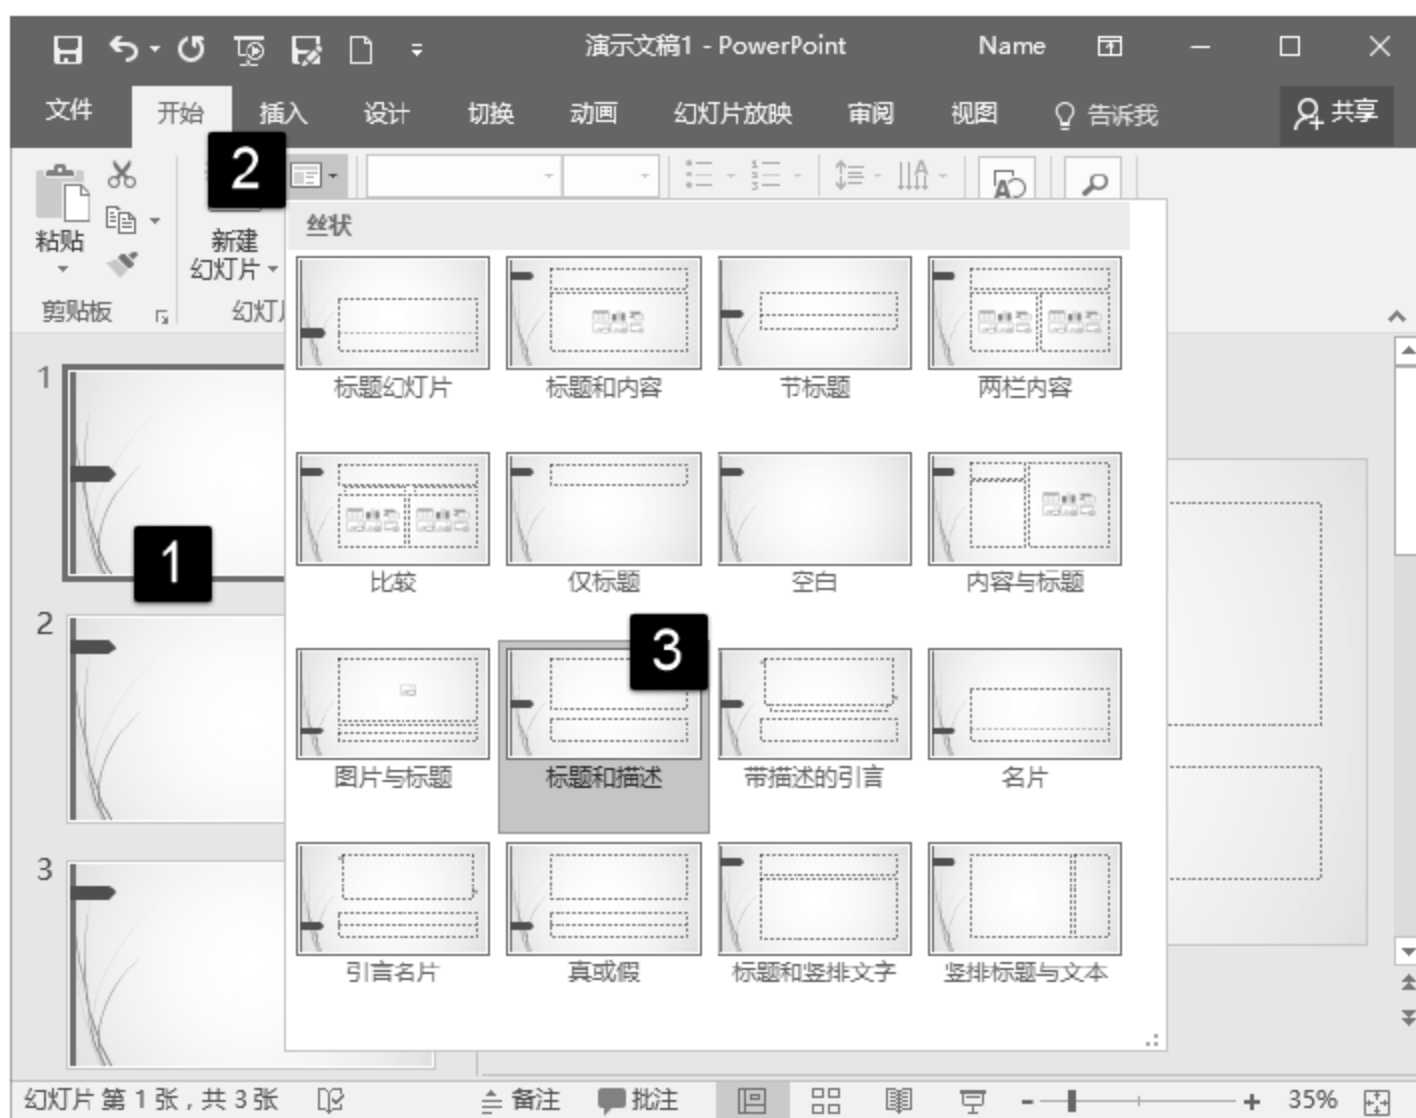 演示文稿1 - PowerPoint
Name
文件 开始 插入 设计 切换 动画 幻灯片放映 审阅 视图 告诉我 共享
2
粘贴
新建
幻灯片
剪贴板
幻灯
丝状
标题幻灯片 标题和内容 节标题 两栏内容
比较 仅标题 空白 内容与标题
3
图片与标题 标题和描述 带描述的引言 名片
引言名片 真或假 标题和竖排文字 竖排标题与文本
1
1
2
3
幻灯片 第 1 张，共 3 张 备注 批注 35%